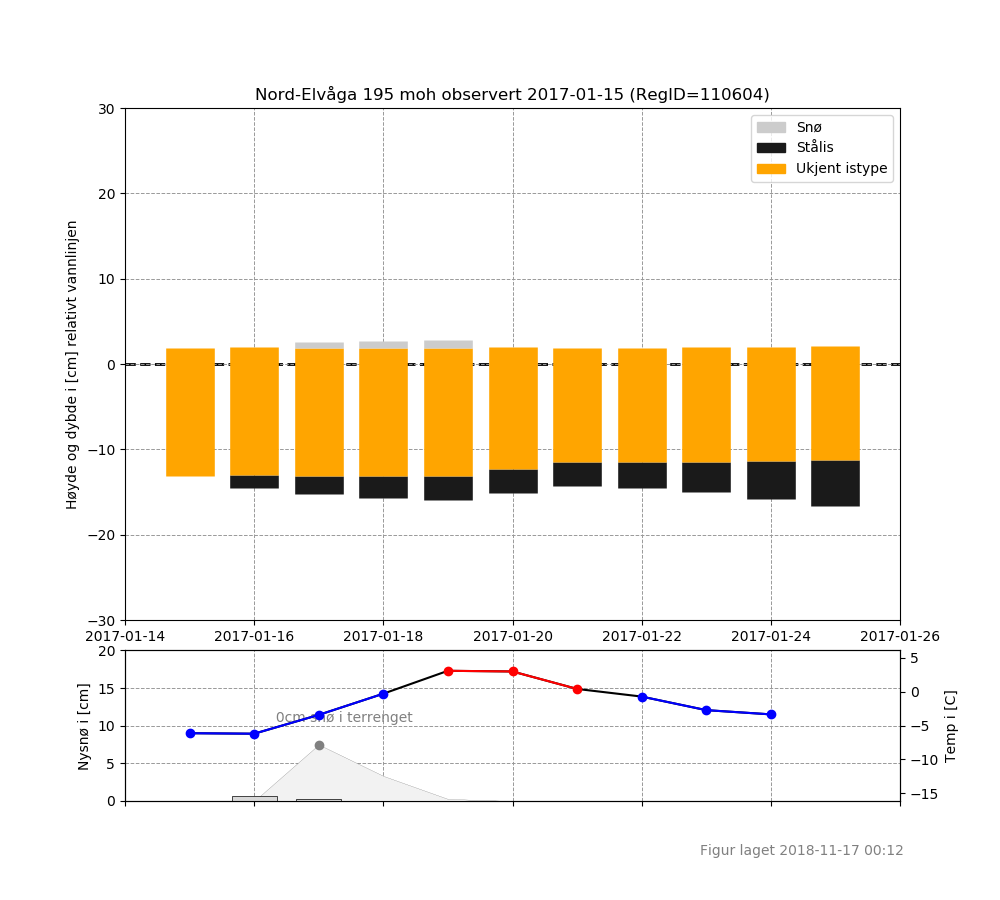 Nord-Elvåga 195 moh observert 2017-01-15 (RegID=110604)
Snø
Stålis
Ukjent istype
Høyde og dybde i [cm] relativt vannlinjen
30
20
10
0
−10
−20
−30
2017-01-14 2017-01-16 2017-01-18 2017-01-20 2017-01-22 2017-01-24 2017-01-26
Nysnø i [cm]
20
15
10
5
0
0cm snø i terrenget
5
0
−5
−10
−15
Temp i [C]
Figur laget 2018-11-17 00:12